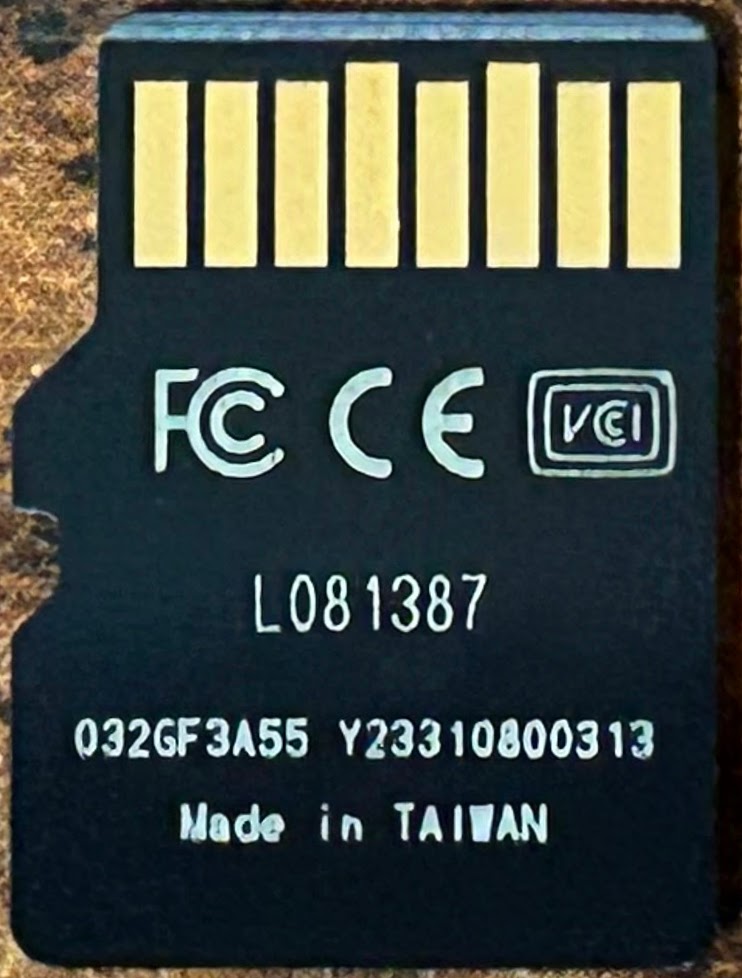 FC CE VCI
L081387
032GF3A55 Y23310800313
Made in TAIWAN